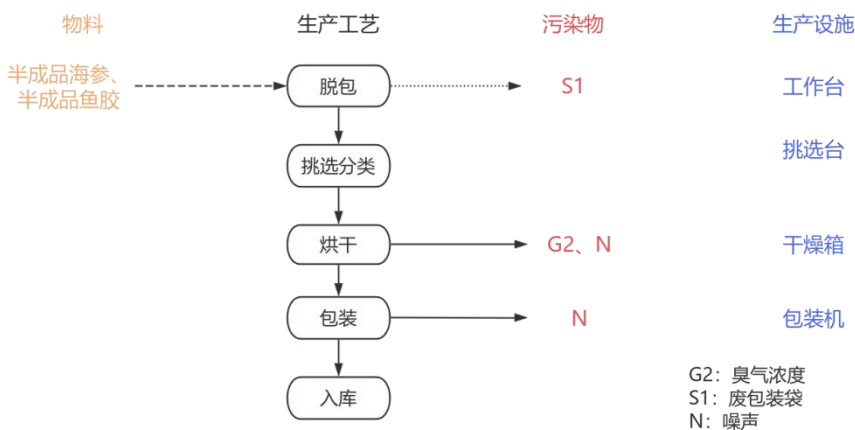 物料 生产工艺 污染物 生产设施
半成品海参、
半成品鱼胶
脱包 S1 工作台
挑选分类 挑选台
烘干 G2、N 干燥箱
包装 N 包装机
入库
G2：臭气浓度
S1：废包装袋
N：噪声